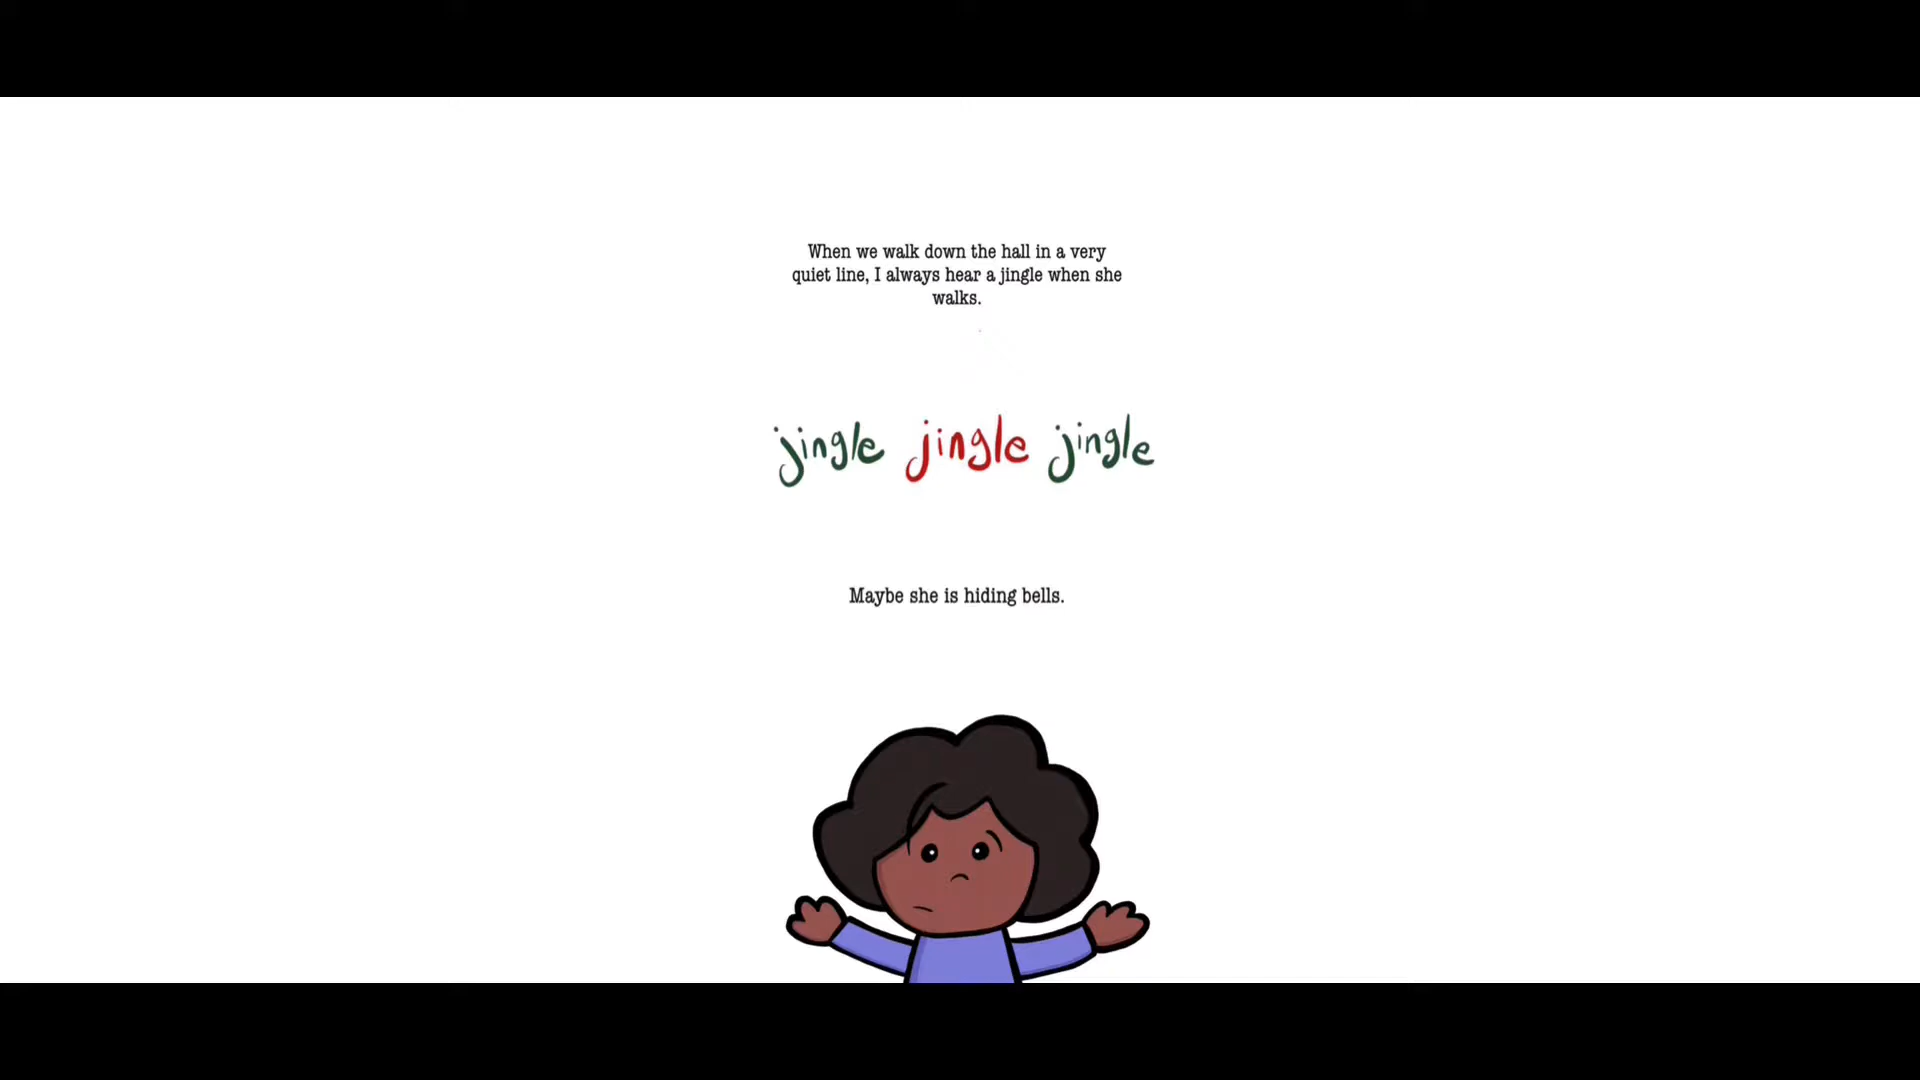 When we walk down the hall in a very
quiet line, I always hear a jingle when she
walks.
jingle jingle jingle
Maybe she is hiding bells.